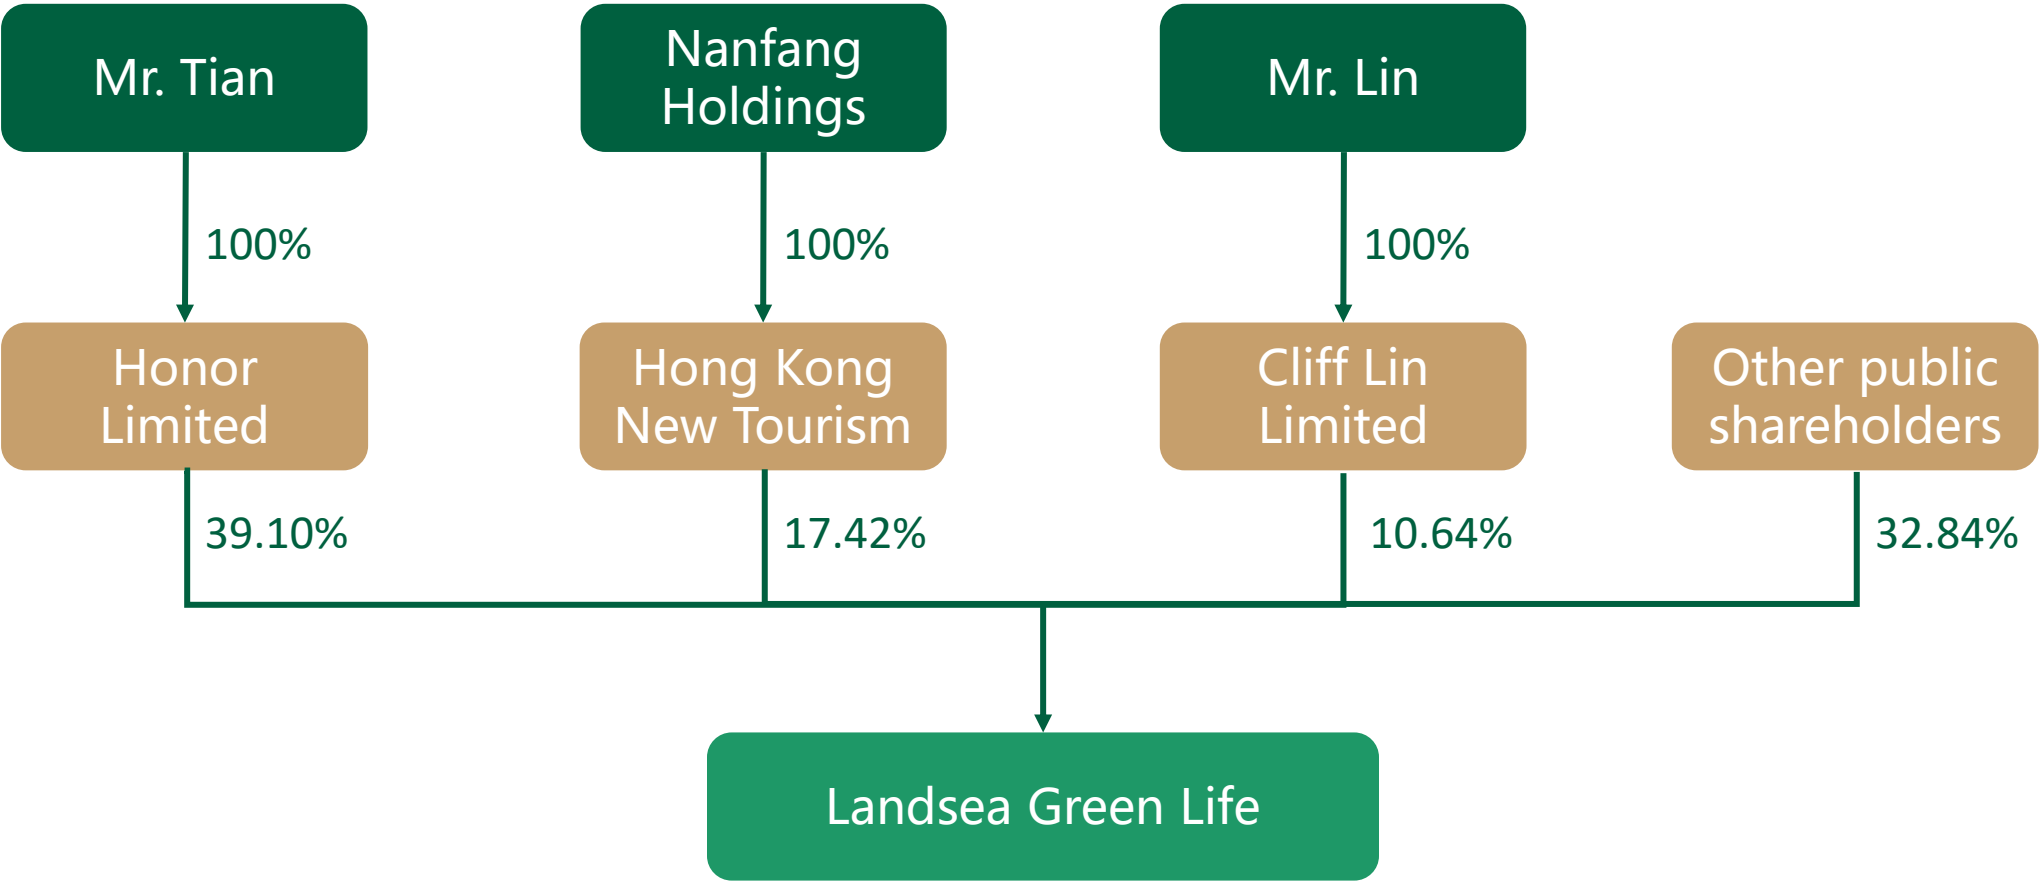 Mr. Tian
Nanfang
Holdings
Mr. Lin
100%
100%
100%
Honor
Limited
Hong Kong
New Tourism
Cliff Lin
Limited
Other public
shareholders
39.10%
17.42%
10.64%
32.84%
Landsea Green Life